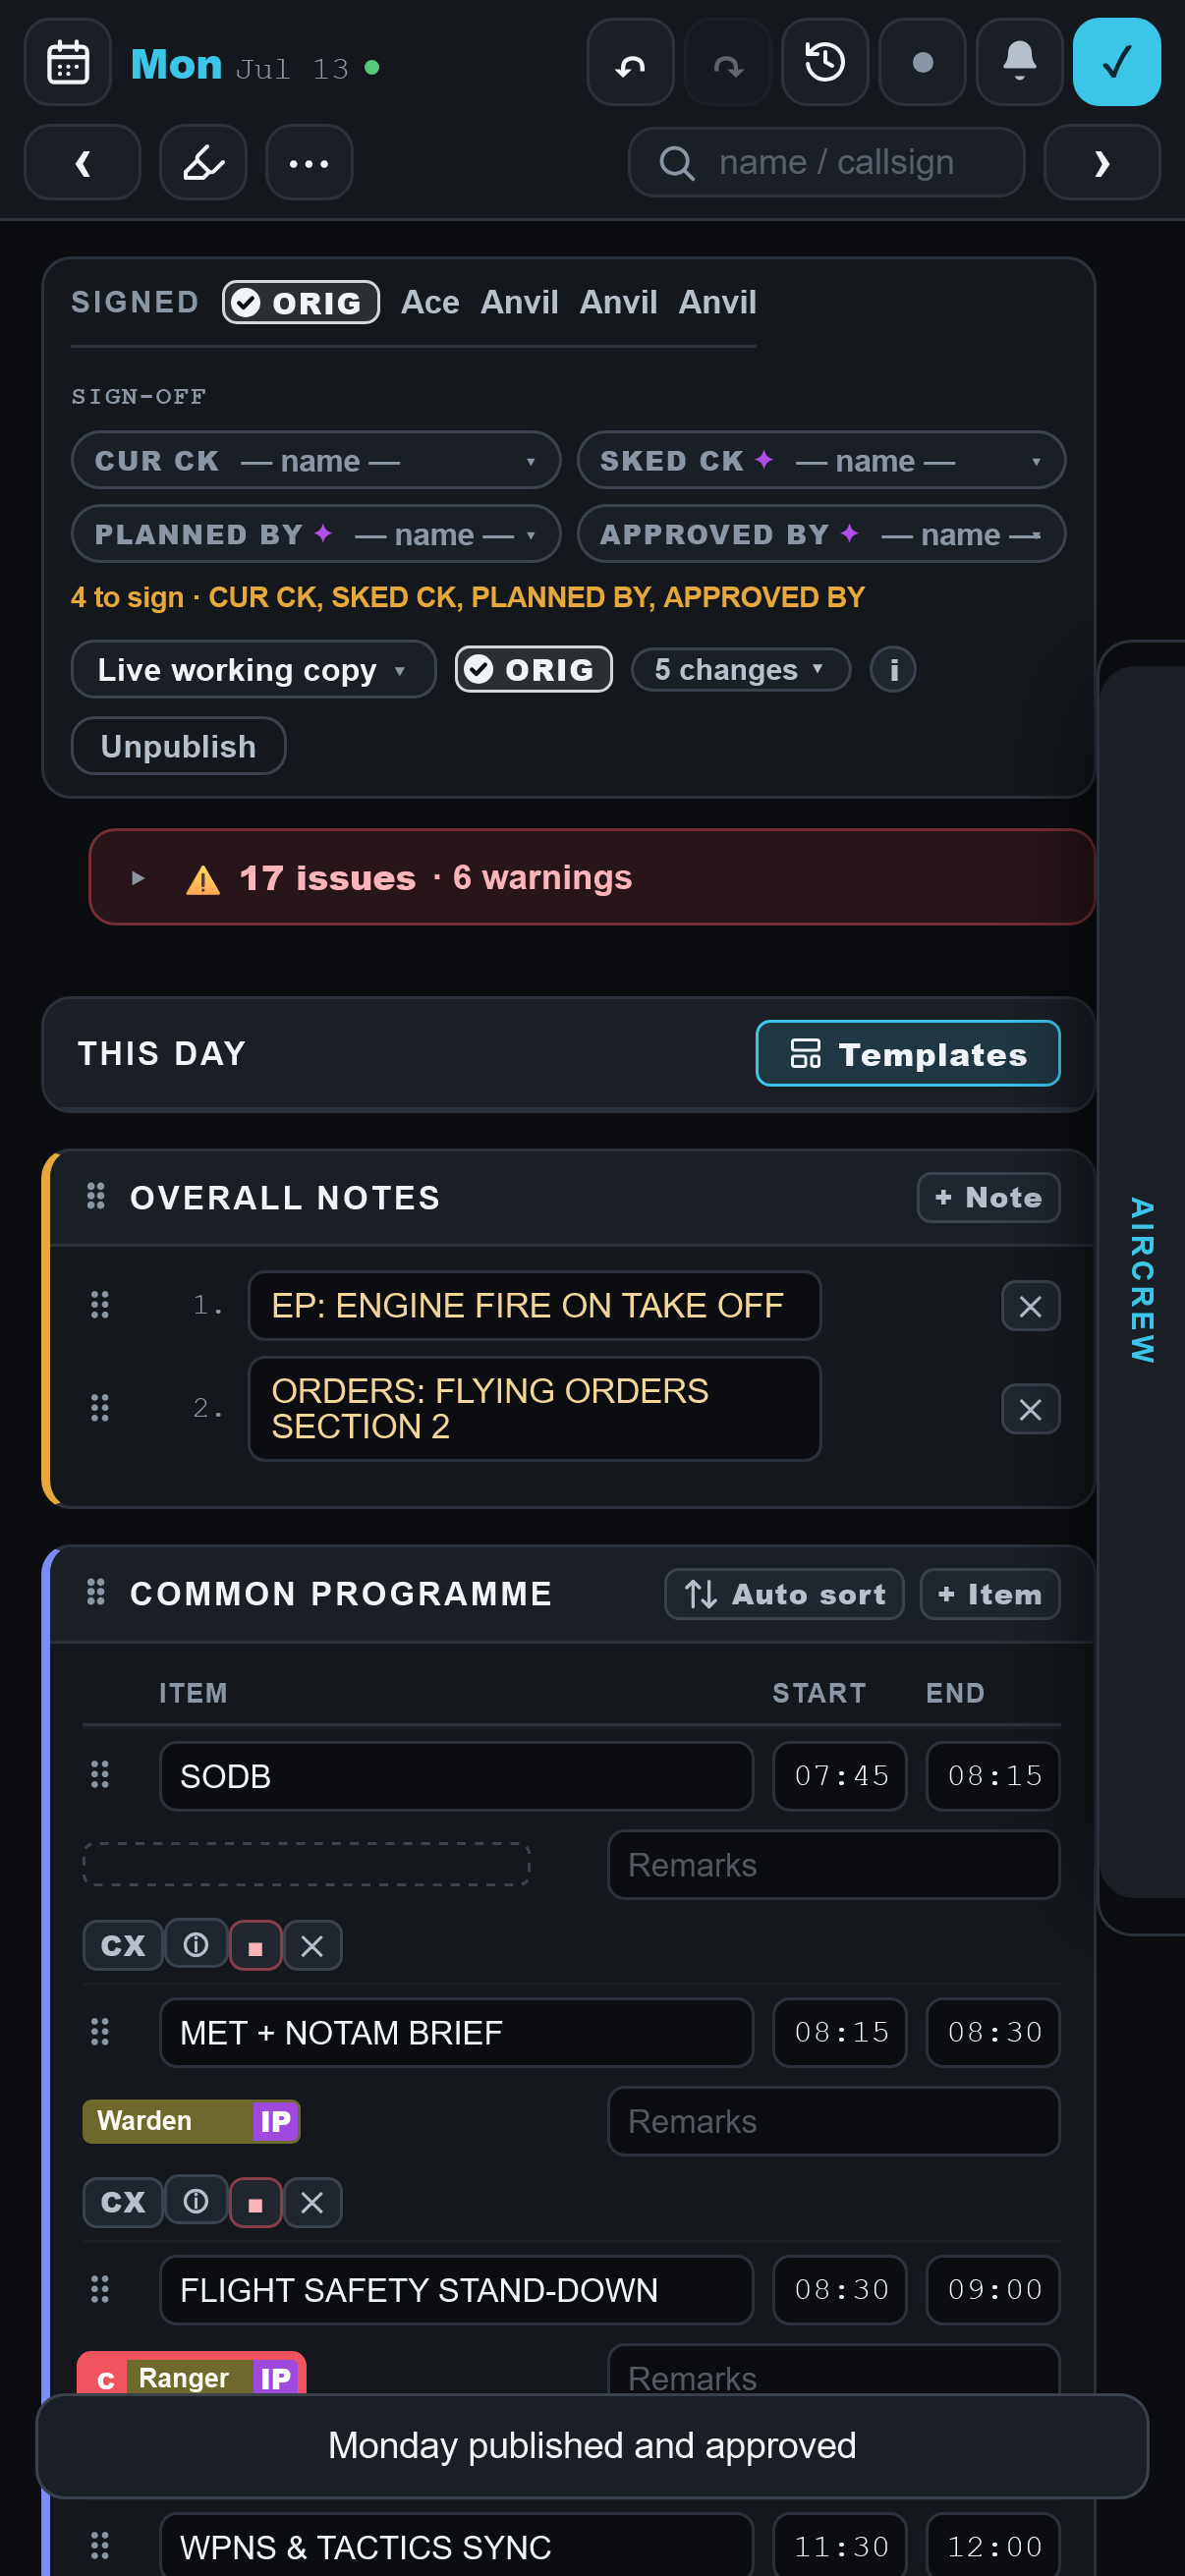 Mon Jul 13
name / callsign
SIGNED ORIG Ace Anvil Anvil Anvil
SIGN-OFF
CUR CK — name —
SKED CK — name —
PLANNED BY — name —
APPROVED BY — name —
4 to sign · CUR CK, SKED CK, PLANNED BY, APPROVED BY
Live working copy ORIG 5 changes i
Unpublish
17 issues · 6 warnings
THIS DAY Templates
OVERALL NOTES + Note
1. EP: ENGINE FIRE ON TAKE OFF
2. ORDERS: FLYING ORDERS
SECTION 2
AIRCREW
COMMON PROGRAMME Auto sort + Item
ITEM START END
SODB 07:45 08:15
Remarks
CX
MET + NOTAM BRIEF 08:15 08:30
Warden IP Remarks
CX
FLIGHT SAFETY STAND-DOWN 08:30 09:00
C Ranger IP Remarks
Monday published and approved
WPNS & TACTICS SYNC 11:30 12:00